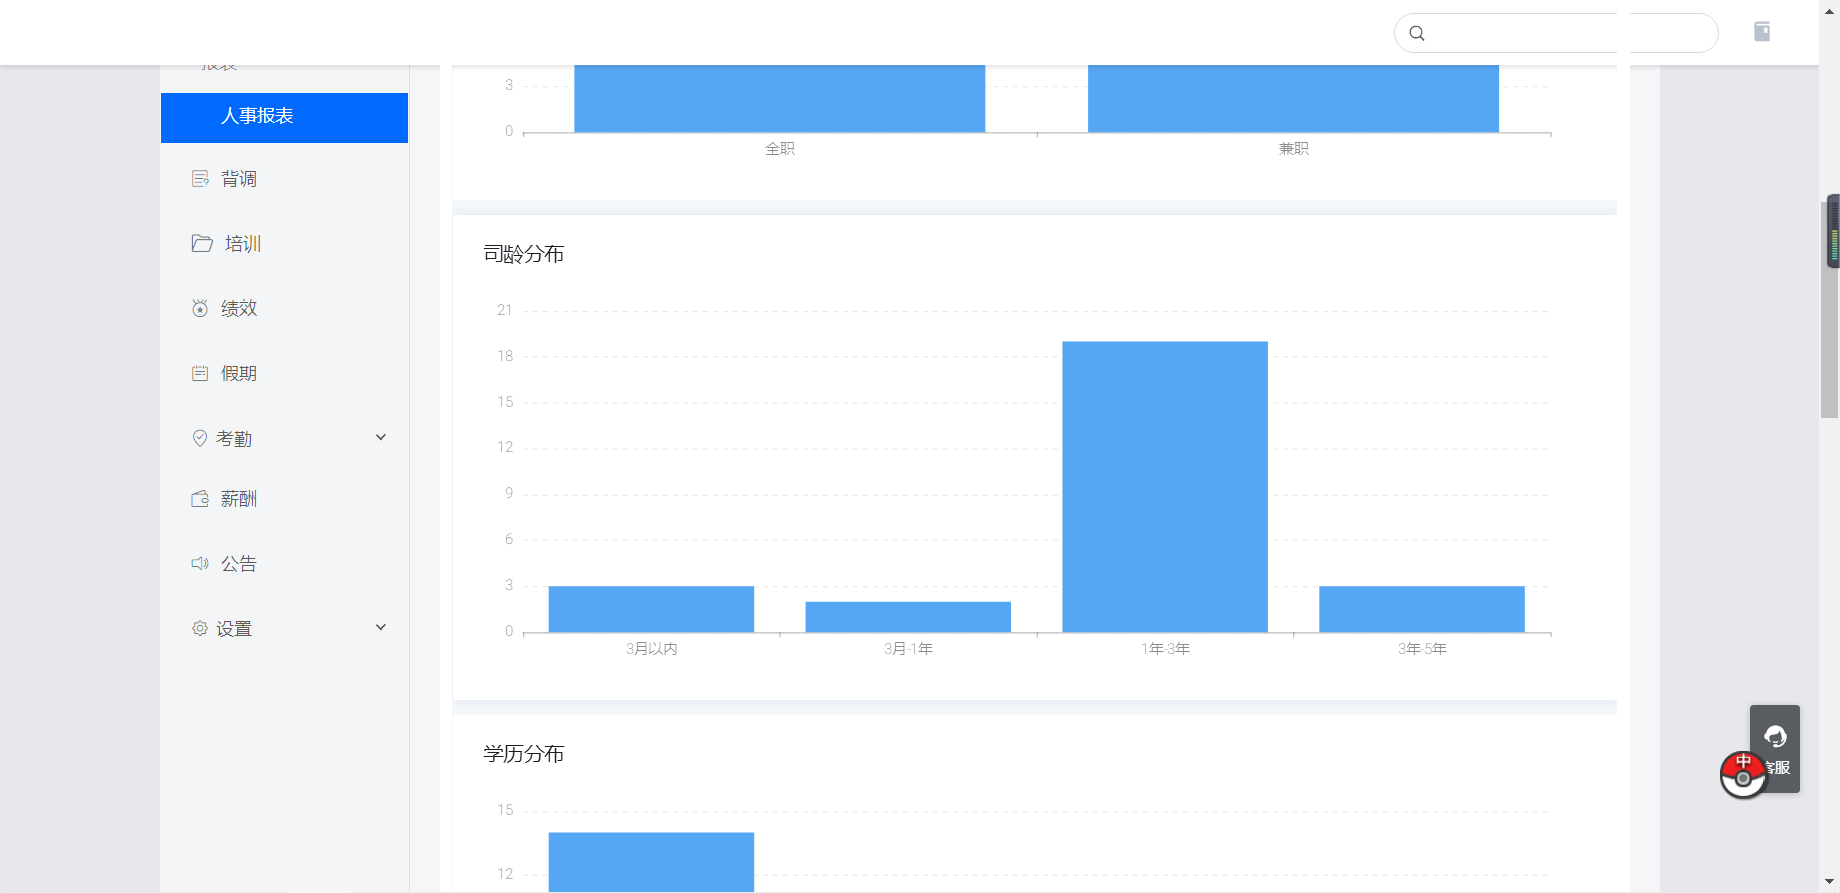 报表
人事报表
背调
培训
绩效
假期
考勤
薪酬
公告
设置
3
0
全职
兼职
司龄分布
21
18
15
12
9
6
3
0
3月以内
3月-1年
1年-3年
3年-5年
学历分布
15
12
中
客服